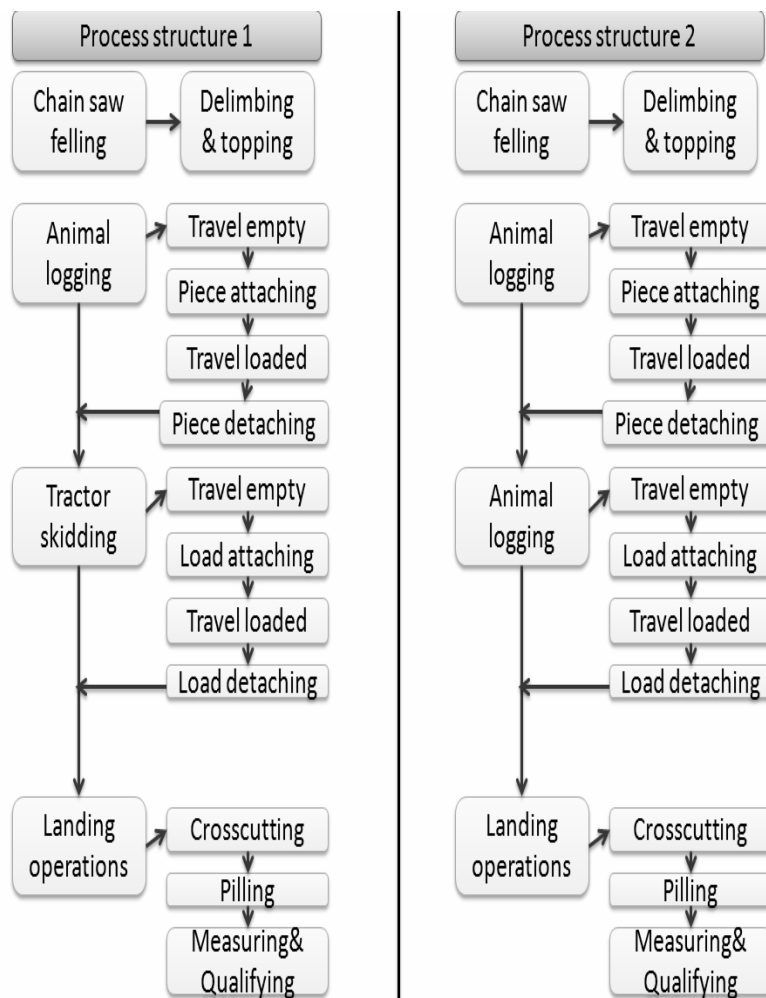 Process structure 1
Chain saw
felling
Delimbing
& topping
Animal
logging
Travel empty
Piece attaching
Travel loaded
Piece detaching
Tractor
skidding
Travel empty
Load attaching
Travel loaded
Load detaching
Landing
operations
Crosscutting
Pilling
Measuring&
Qualifying
Process structure 2
Chain saw
felling
Delimbing
& topping
Animal
logging
Travel empty
Piece attaching
Travel loaded
Piece detaching
Animal
logging
Travel empty
Load attaching
Travel loaded
Load detaching
Landing
operations
Crosscutting
Pilling
Measuring&
Qualifying